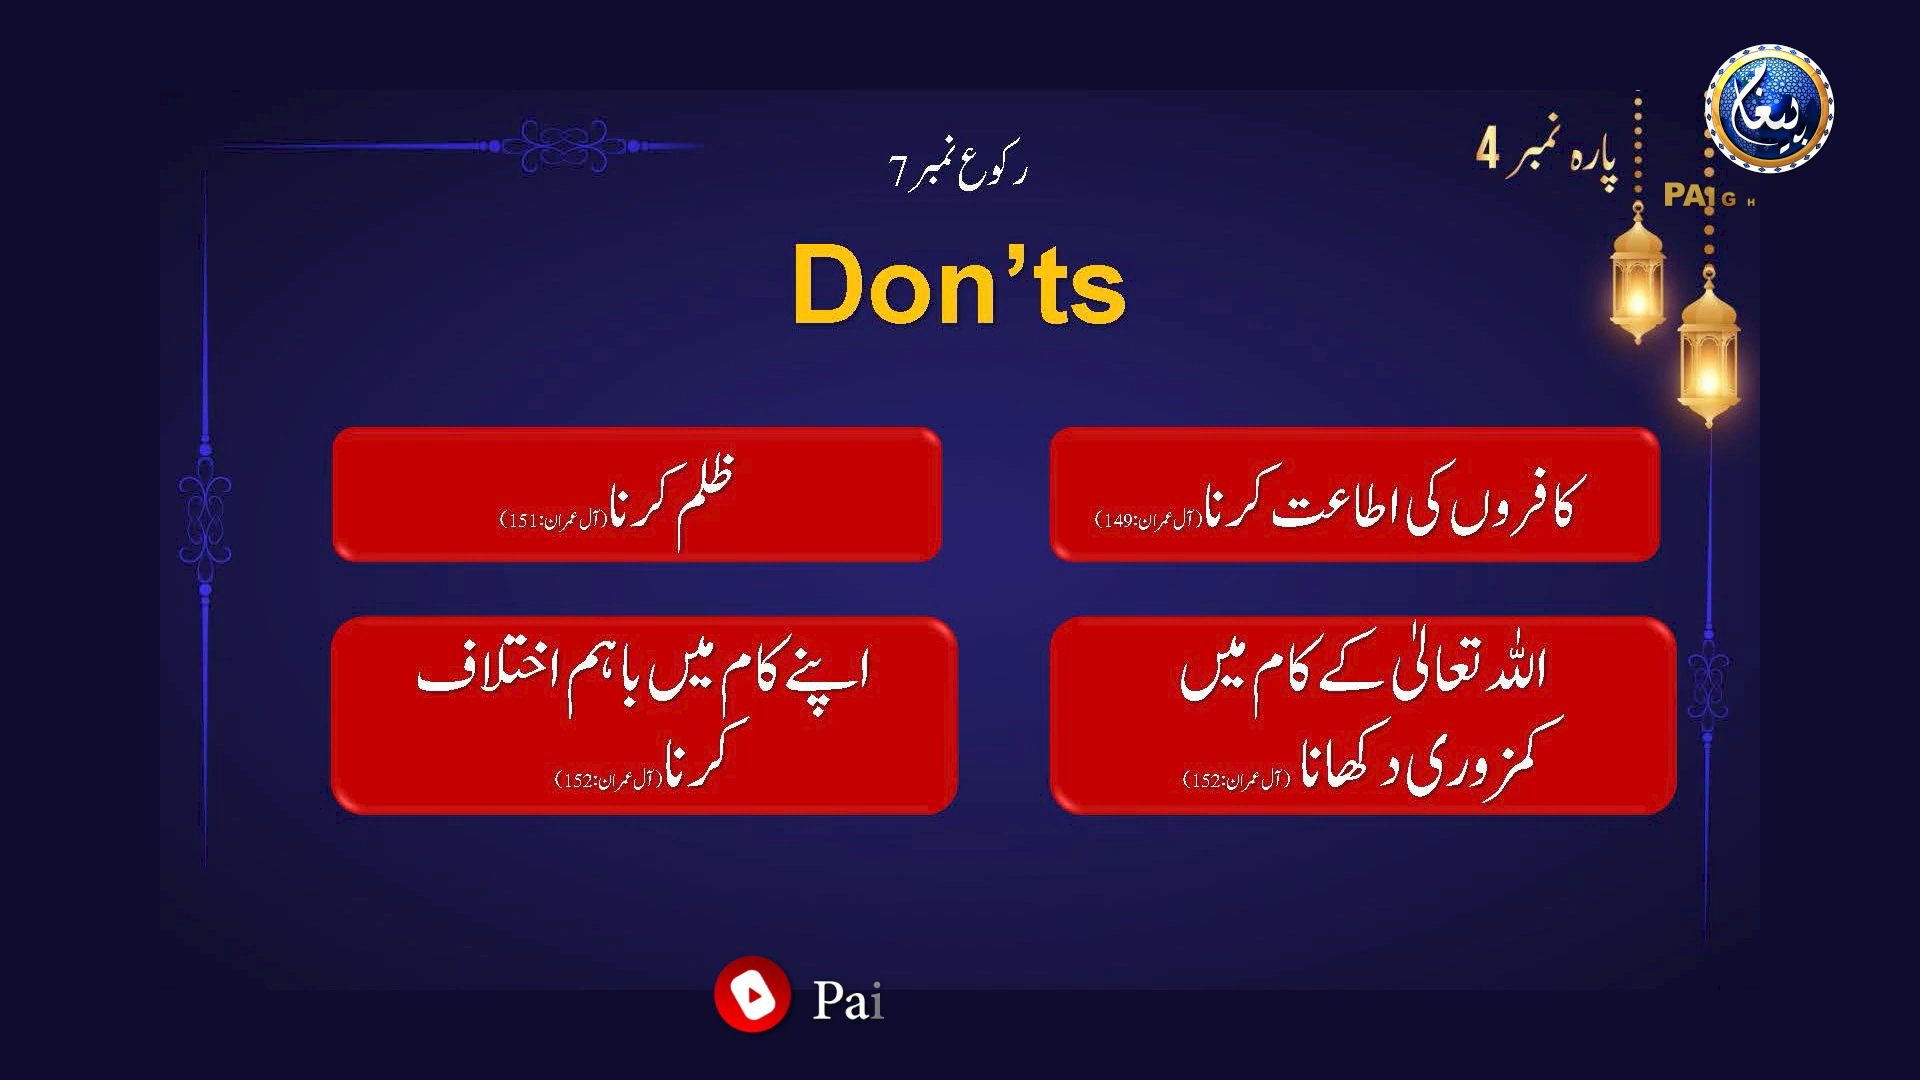 پیغام
PAIGH
پارہ نمبر 4
رکوع نمبر 7
Don’ts
کافروں کی اطاعت کرنا (آل عمران:149)
ظلم کرنا (آل عمران:151)
اللہ تعالیٰ کے کام میں
کمزوری دکھانا (آل عمران:152)
اپنے کام میں باہم اختلاف
کرنا (آل عمران:152)
Pai